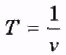 T = 1/v